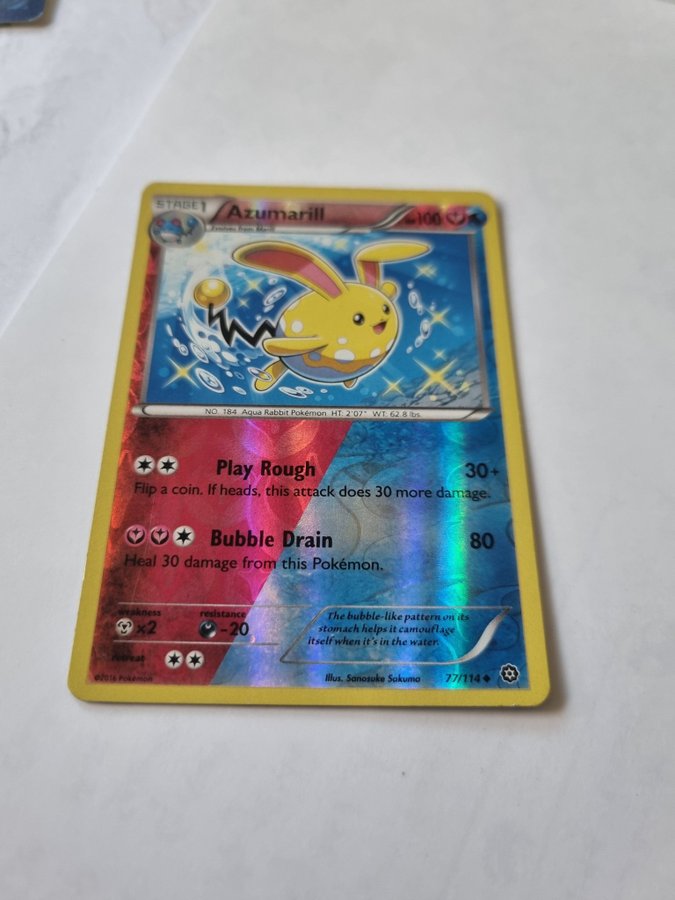 STAGE1 Azumarill HP100
Evolves from Marill
NO. 184 Aqua Rabbit Pokémon HT: 2'07" WT: 62.8 lbs.
Play Rough 30+
Flip a coin. If heads, this attack does 30 more damage.
Bubble Drain 80
Heal 30 damage from this Pokémon.
weakness resistance
×2 -20
The bubble-like pattern on its
stomach helps it camouflage
itself when it's in the water.
retreat
©2016 Pokémon Illus. Sanosuke Sakuma 77/114